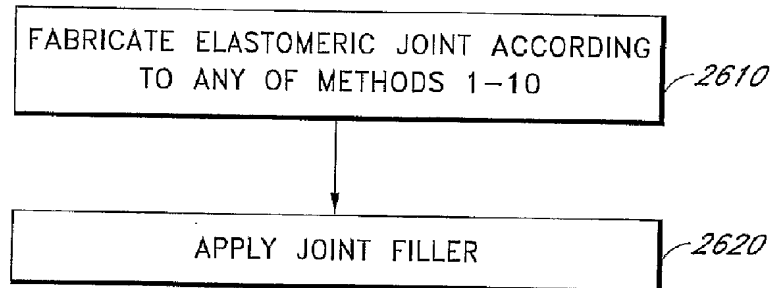 FABRICATE ELASTOMERIC JOINT ACCORDING
TO ANY OF METHODS 1-10
2610
APPLY JOINT FILLER
2620